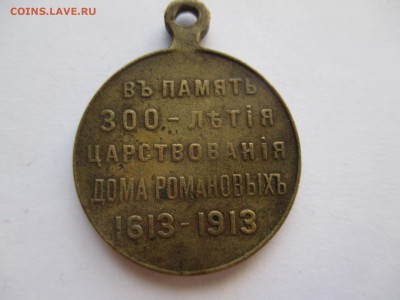 COINS.LAVE.RU
ВЪ ПАМЯТЬ
300-ЛѢТІЯ
ЦАРСТВОВАНІЯ
ДОМА РОМАНОВЫХЪ
1613-1913